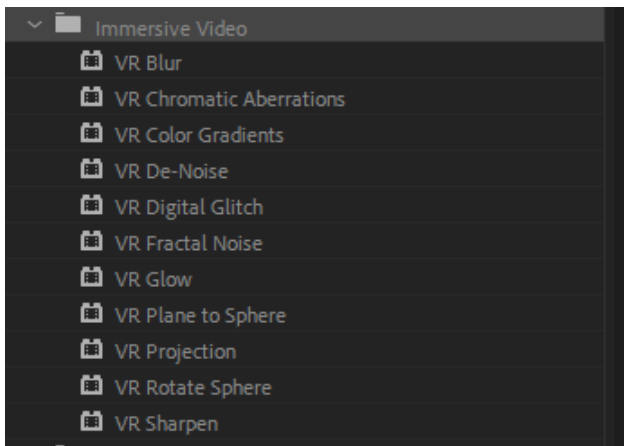 Immersive Video
VR Blur
VR Chromatic Aberrations
VR Color Gradients
VR De-Noise
VR Digital Glitch
VR Fractal Noise
VR Glow
VR Plane to Sphere
VR Projection
VR Rotate Sphere
VR Sharpen